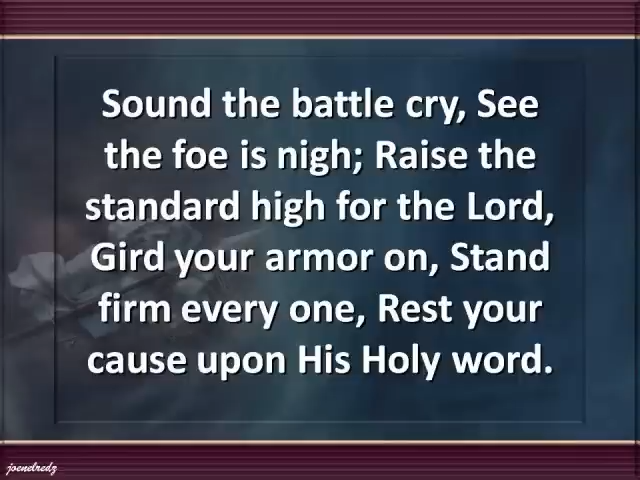 Sound the battle cry, See
the foe is nigh; Raise the
standard high for the Lord,
Gird your armor on, Stand
firm every one, Rest your
cause upon His Holy word.
joenelredz